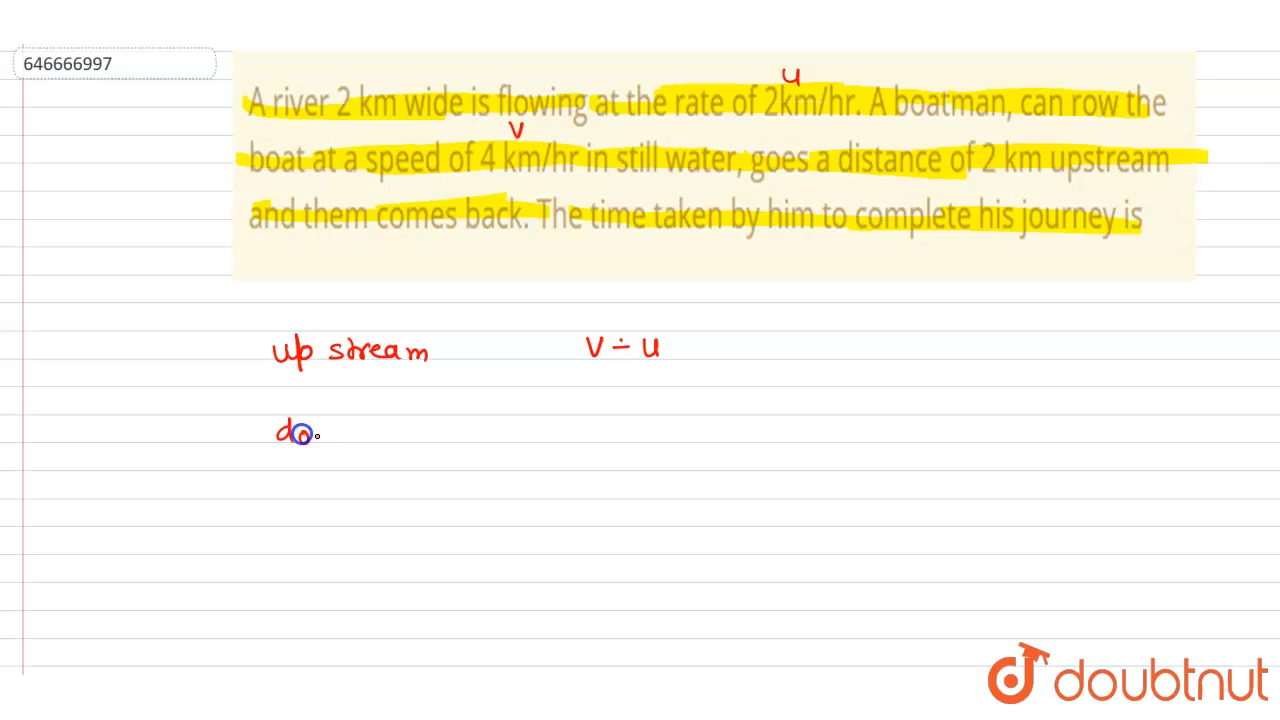 646666997
u
A river 2 km wide is flowing at the rate of 2km/hr. A boatman, can row the
v
boat at a speed of 4 km/hr in still water, goes a distance of 2 km upstream
and them comes back. The time taken by him to complete his journey is
up stream v - u
do
doubtnut